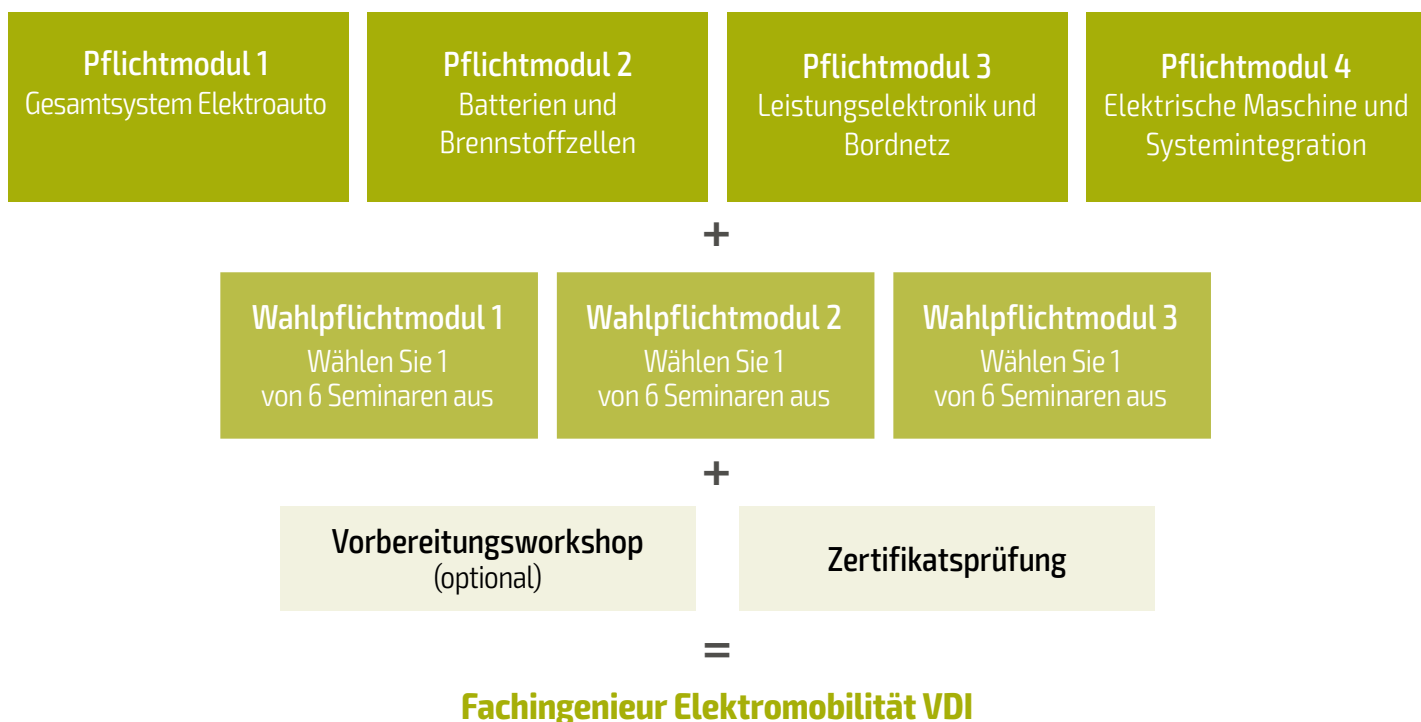 Pflichtmodul 1
Gesamtsystem Elektroauto
Pflichtmodul 2
Batterien und
Brennstoffzellen
Pflichtmodul 3
Leistungselektronik und
Bordnetz
Pflichtmodul 4
Elektrische Maschine und
Systemintegration
+
Wahlpflichtmodul 1
Wählen Sie 1
von 6 Seminaren aus
Wahlpflichtmodul 2
Wählen Sie 1
von 6 Seminaren aus
Wahlpflichtmodul 3
Wählen Sie 1
von 6 Seminaren aus
+
Vorbereitungsworkshop
(optional)
Zertifikatsprüfung
=
Fachingenieur Elektromobilität VDI